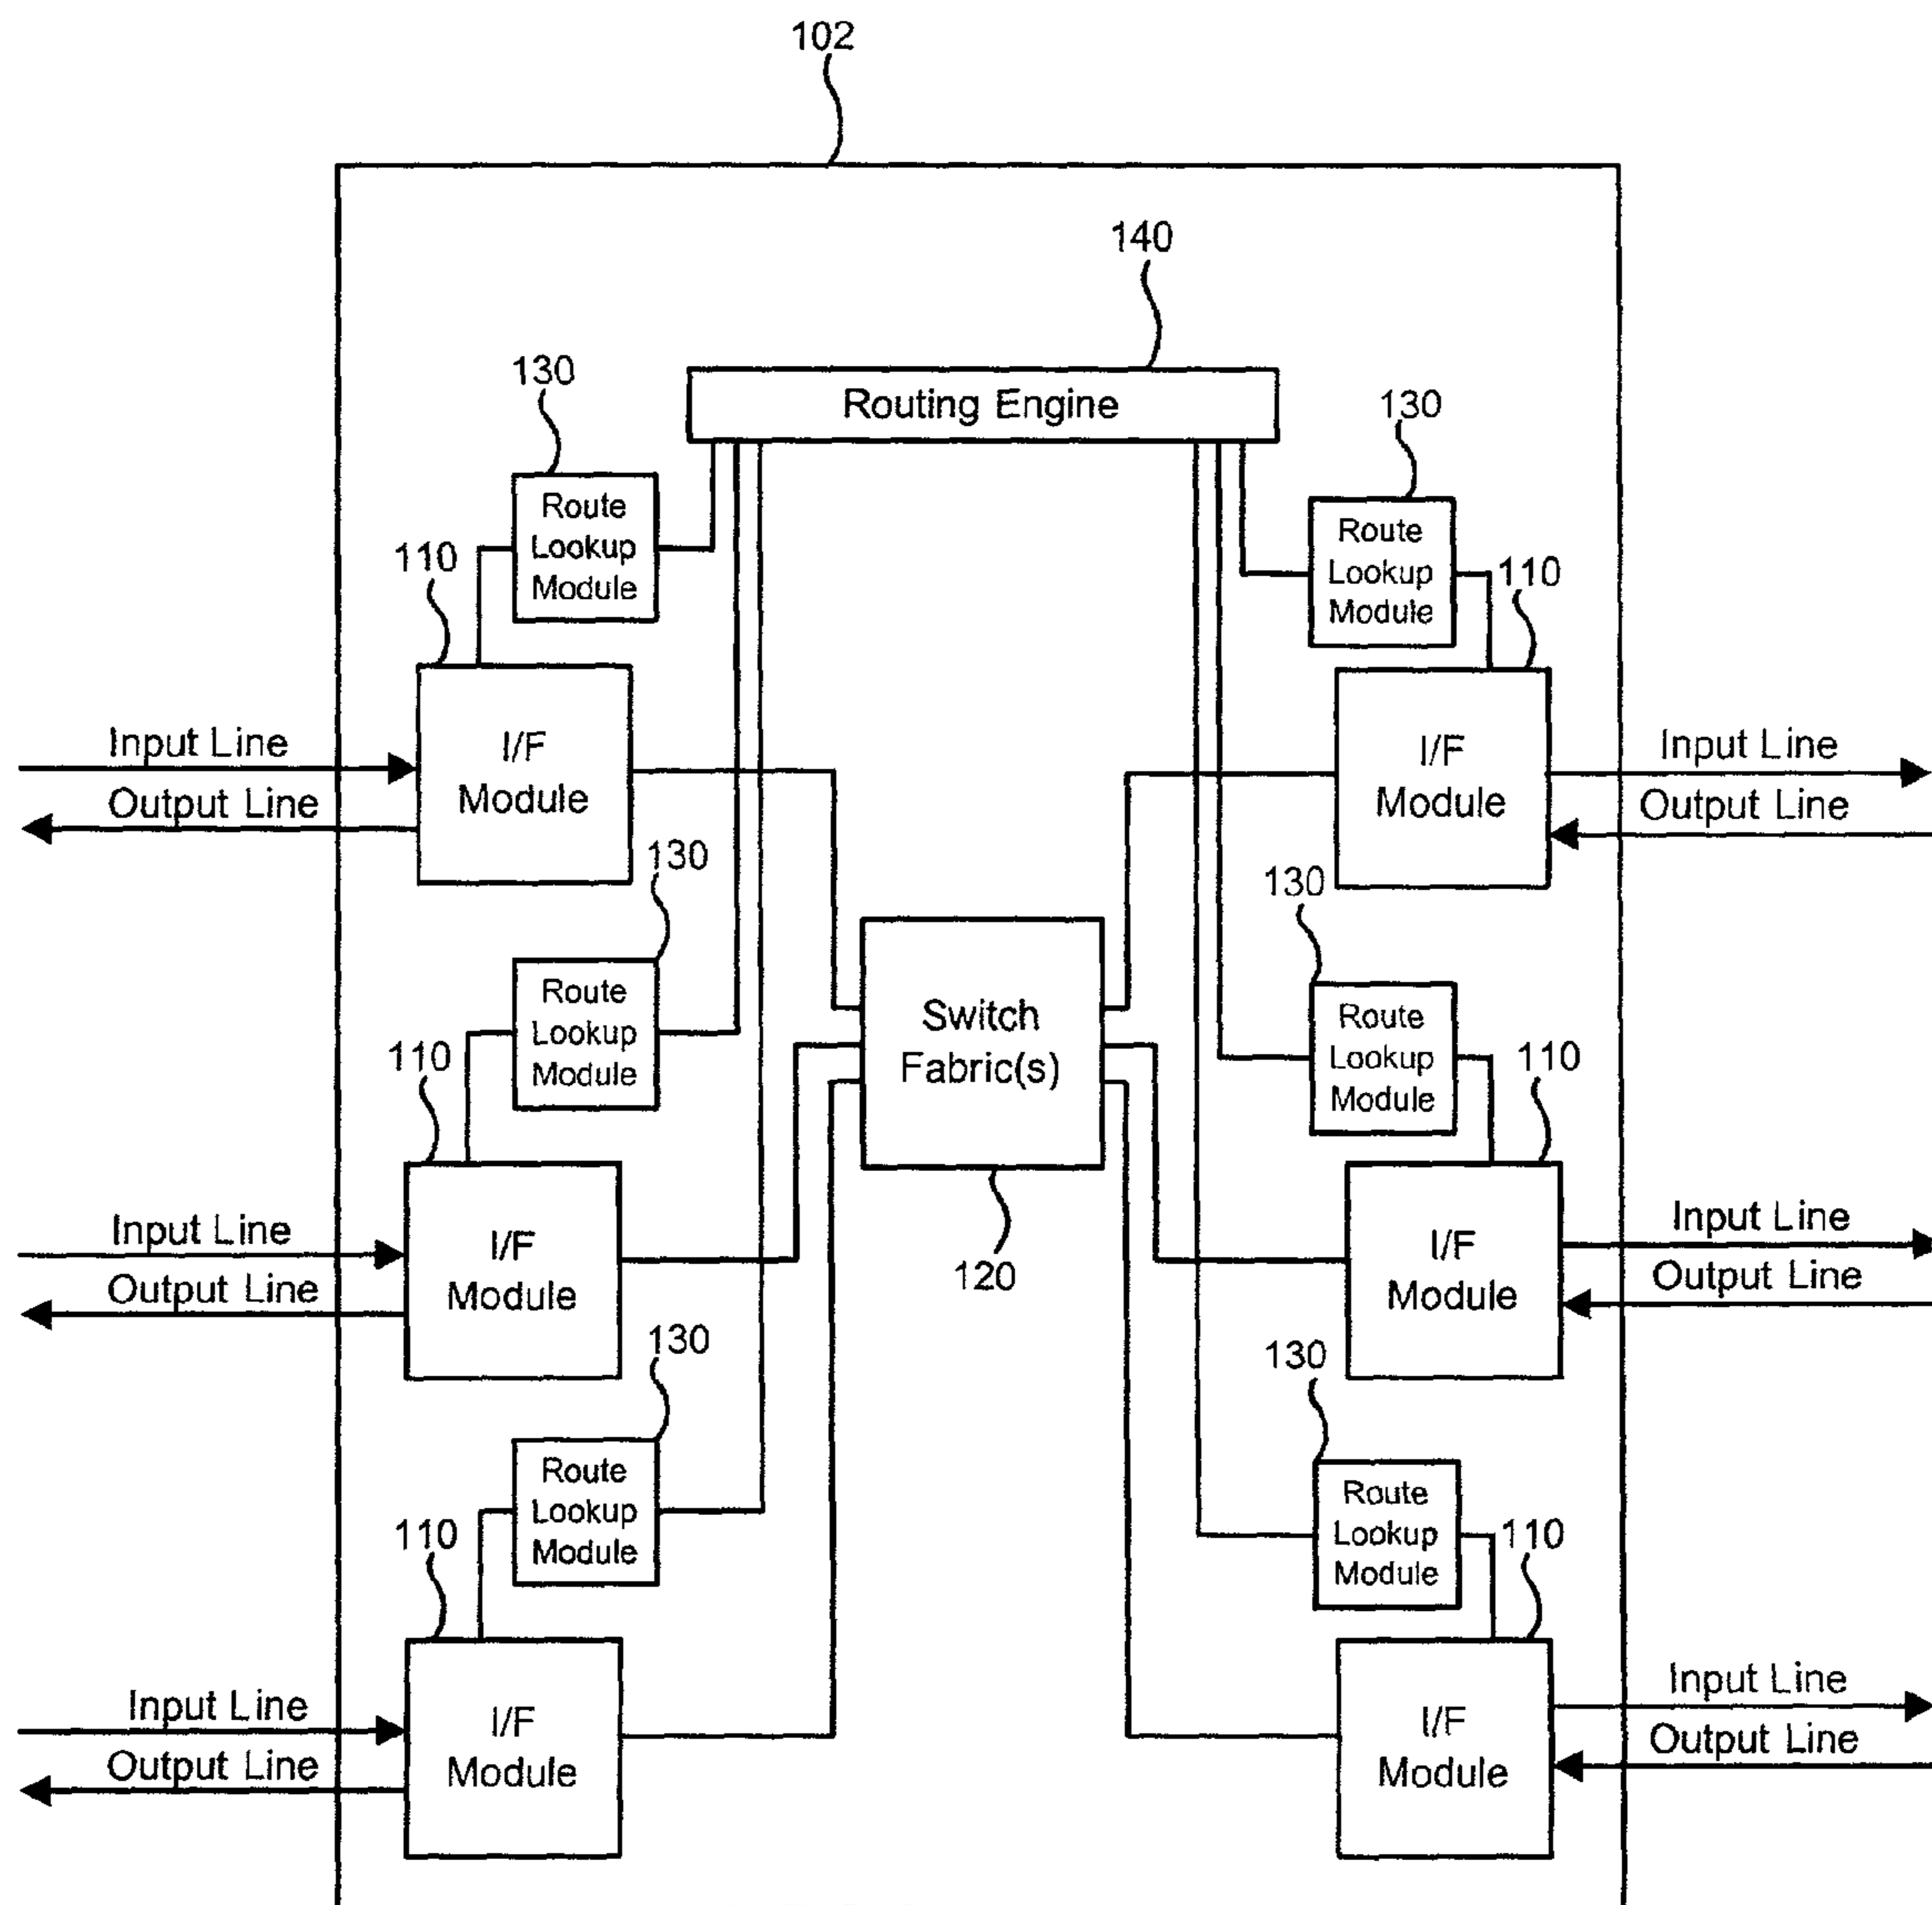 102
140
Routing Engine
130
Route
Lookup
Module
130
Route
Lookup
Module
110
I/F
Module
110
I/F
Module
Input Line
Output Line
Input Line
Output Line
130
Route
Lookup
Module
130
Route
Lookup
Module
Switch
Fabric(s)
120
110
I/F
Module
110
I/F
Module
Input Line
Output Line
Input Line
Output Line
130
Route
Lookup
Module
130
Route
Lookup
Module
110
I/F
Module
110
I/F
Module
Input Line
Output Line
Input Line
Output Line